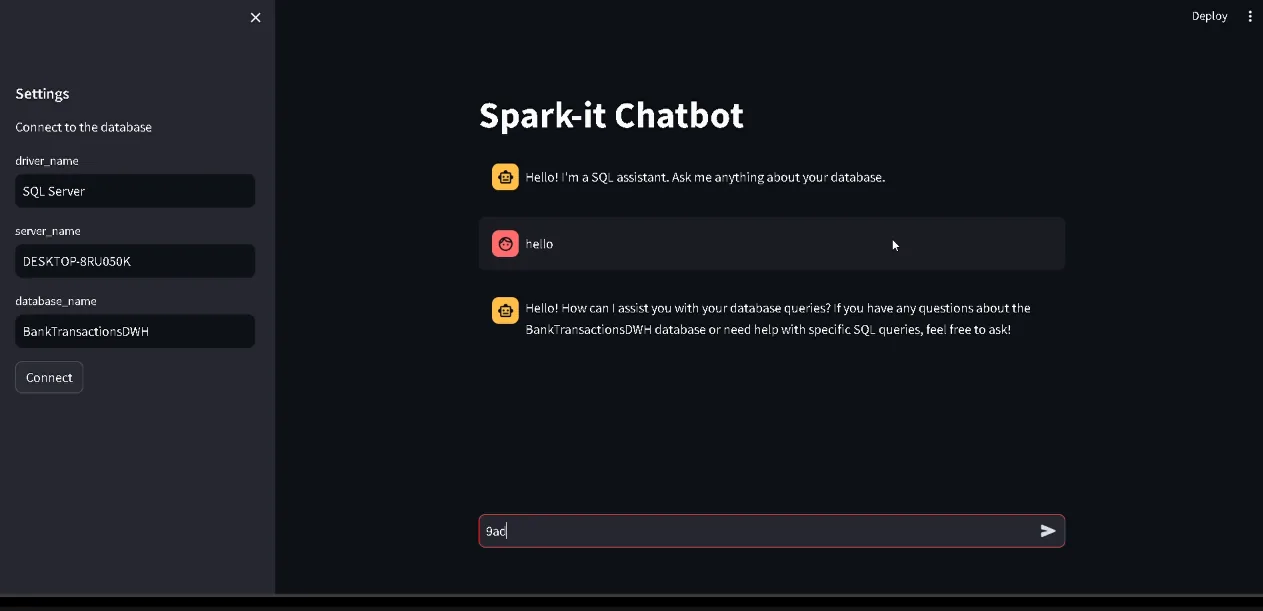 Deploy
Settings
Connect to the database
driver_name
SQL Server
server_name
DESKTOP-8RU050K
database_name
BankTransactionsDWH
Connect
Spark-it Chatbot
Hello! I'm a SQL assistant. Ask me anything about your database.
hello
Hello! How can I assist you with your database queries? If you have any questions about the
BankTransactionsDWH database or need help with specific SQL queries, feel free to ask!
9ad